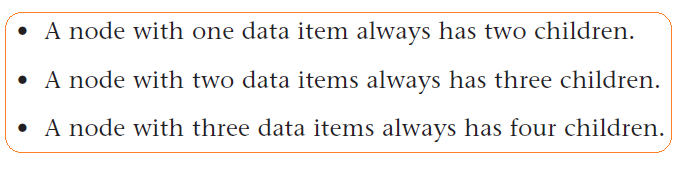 • A node with one data item always has two children.
• A node with two data items always has three children.
• A node with three data items always has four children.